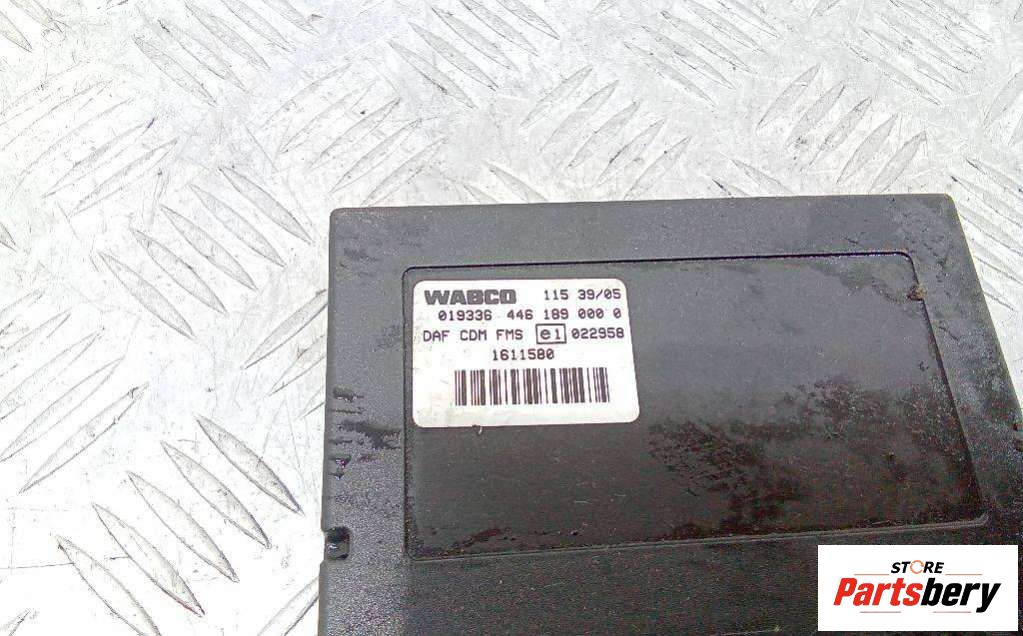 WABCO 115 39/05
019336 446 189 000 0
DAF CDM FMS e1 022958
1611580
STORE
Partsbery